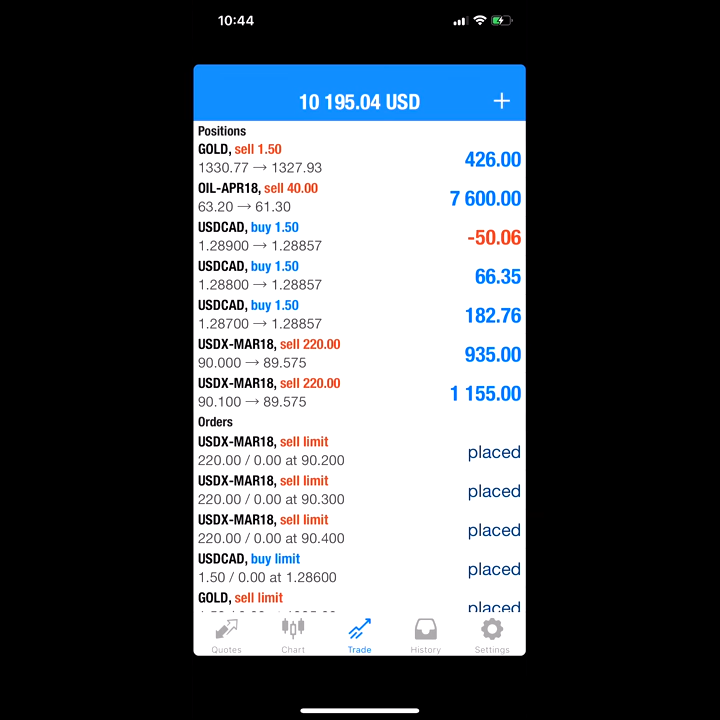 10:44
10 195.04 USD
Positions
GOLD, sell 1.50
1330.77 → 1327.93
426.00
OIL-APR18, sell 40.00
63.20 → 61.30
7 600.00
USDCAD, buy 1.50
1.28900 → 1.28857
-50.06
USDCAD, buy 1.50
1.28800 → 1.28857
66.35
USDCAD, buy 1.50
1.28700 → 1.28857
182.76
USDX-MAR18, sell 220.00
90.000 → 89.575
935.00
USDX-MAR18, sell 220.00
90.100 → 89.575
1 155.00
Orders
USDX-MAR18, sell limit
220.00 / 0.00 at 90.200
placed
USDX-MAR18, sell limit
220.00 / 0.00 at 90.300
placed
USDX-MAR18, sell limit
220.00 / 0.00 at 90.400
placed
USDCAD, buy limit
1.50 / 0.00 at 1.28600
placed
GOLD, sell limit
placed
Quotes
Chart
Trade
History
Settings